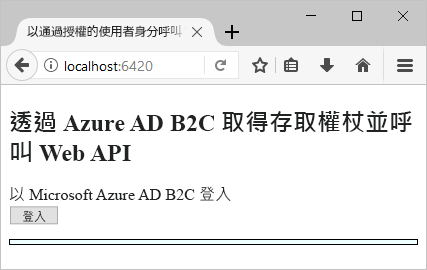 以通過授權的使用者身分呼叫
localhost:6420
透過 Azure AD B2C 取得存取權杖並呼
叫 Web API
以 Microsoft Azure AD B2C 登入
登入